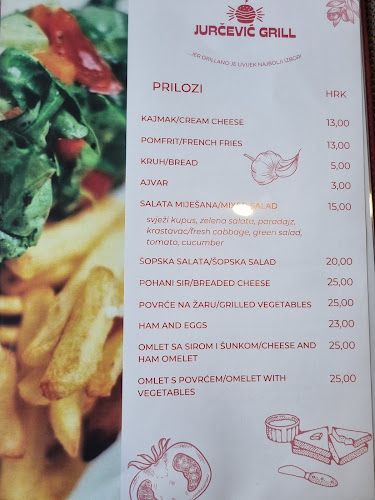 JURČEVIĆ GRILL
...JER GRILLANO JE UVIJEK NAJBOLJI IZBOR!
PRILOZI HRK
KAJMAK/CREAM CHEESE 13,00
POMFRIT/FRENCH FRIES 13,00
KRUH/BREAD 5,00
AJVAR 3,00
SALATA MIJEŠANA/MIXED SALAD 15,00
svježi kupus, zelena salata, paradajz,
krastavac/fresh cabbage, green salad,
tomato, cucumber
ŠOPSKA SALATA/ŠOPSKA SALAD 20,00
POHANI SIR/BREADED CHEESE 25,00
POVRĆE NA ŽARU/GRILLED VEGETABLES 25,00
HAM AND EGGS 23,00
OMLET SA SIROM I ŠUNKOM/CHEESE AND 25,00
HAM OMELET
OMLET S POVRĆEM/OMELET WITH 25,00
VEGETABLES